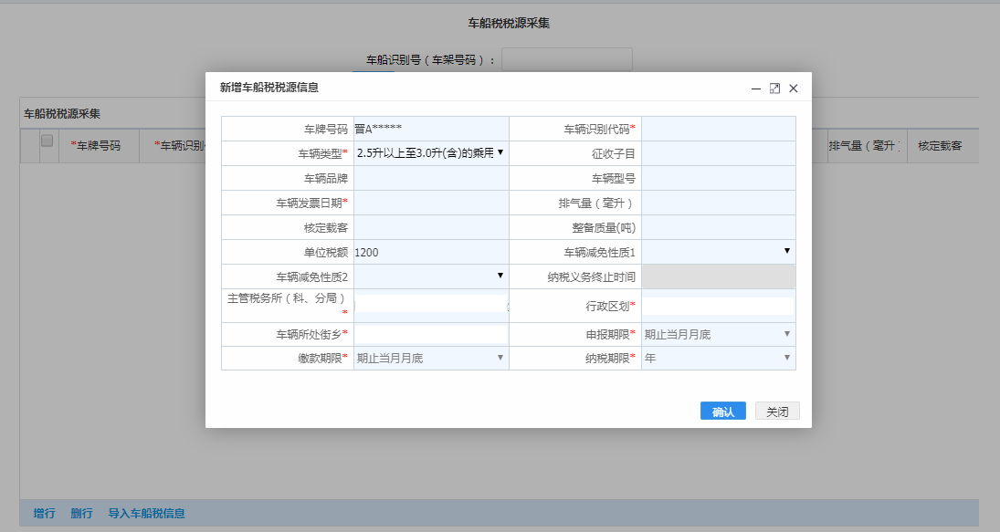 车船税税源采集
车船识别号（车架号码）：
新增车船税税源信息
车船税税源采集
*车牌号码 *车辆识别 排气量（毫升） 核定载客
车牌号码 晋A***** 车辆识别代码*
车辆类型* 2.5升以上至3.0升(含)的乘用 征收子目
车辆品牌 车辆型号
车辆发票日期* 排气量（毫升）
核定载客 整备质量(吨)
单位税额 1200 车辆减免性质1
车辆减免性质2 纳税义务终止时间
主管税务所（科、分局）
* 行政区划*
车辆所处街乡* 申报期限* 期止当月月底
缴款期限* 期止当月月底 纳税期限* 年
确认 关闭
增行 删行 导入车船税信息